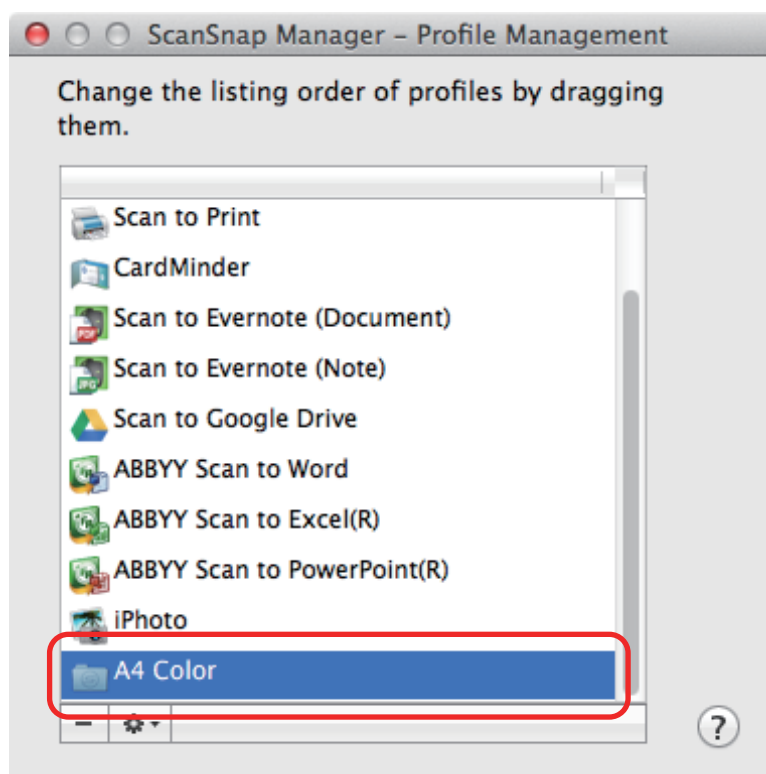 ScanSnap Manager – Profile Management
Change the listing order of profiles by dragging
them.
Scan to Print
CardMinder
Scan to Evernote (Document)
Scan to Evernote (Note)
Scan to Google Drive
ABBYY Scan to Word
ABBYY Scan to Excel(R)
ABBYY Scan to PowerPoint(R)
iPhoto
A4 Color
?